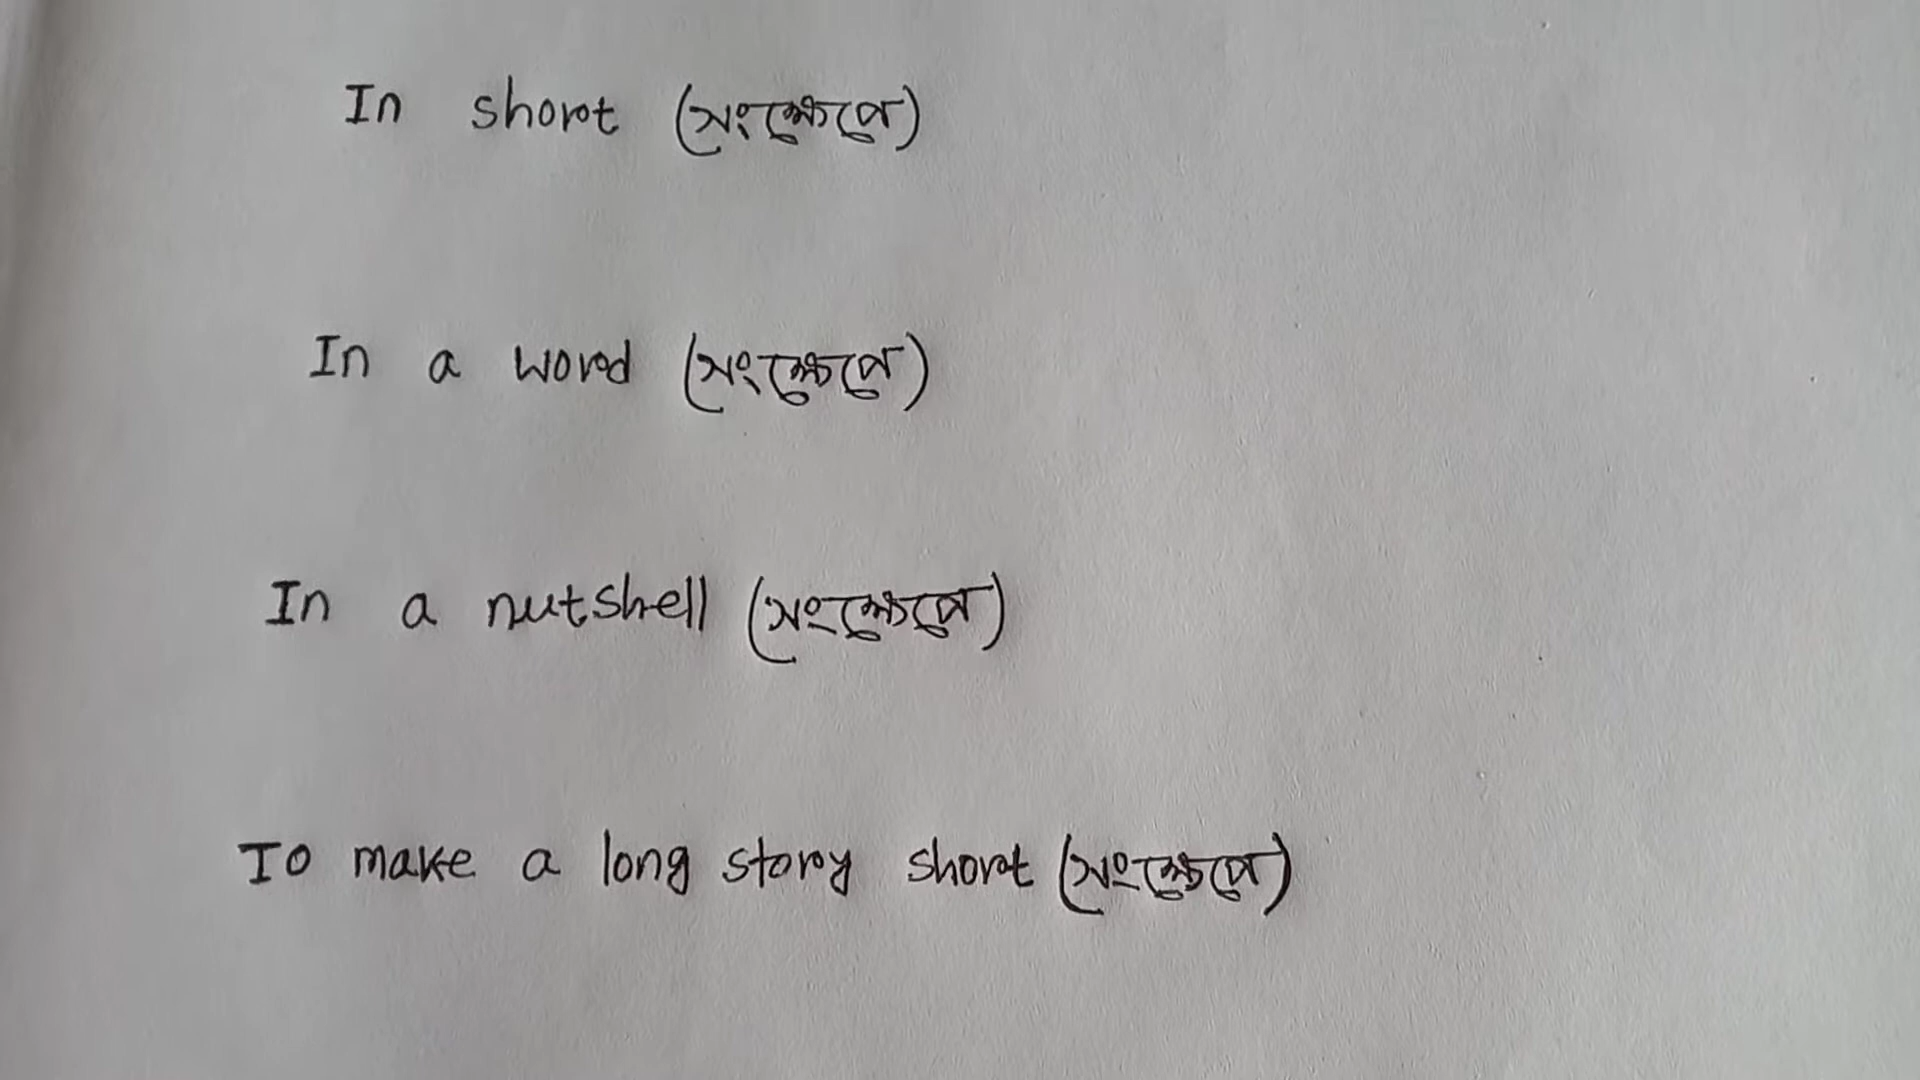 In short (সংক্ষেপে)
In a word (সংক্ষেপে)
In a nutshell (সংক্ষেপে)
To make a long story short (সংক্ষেপে)